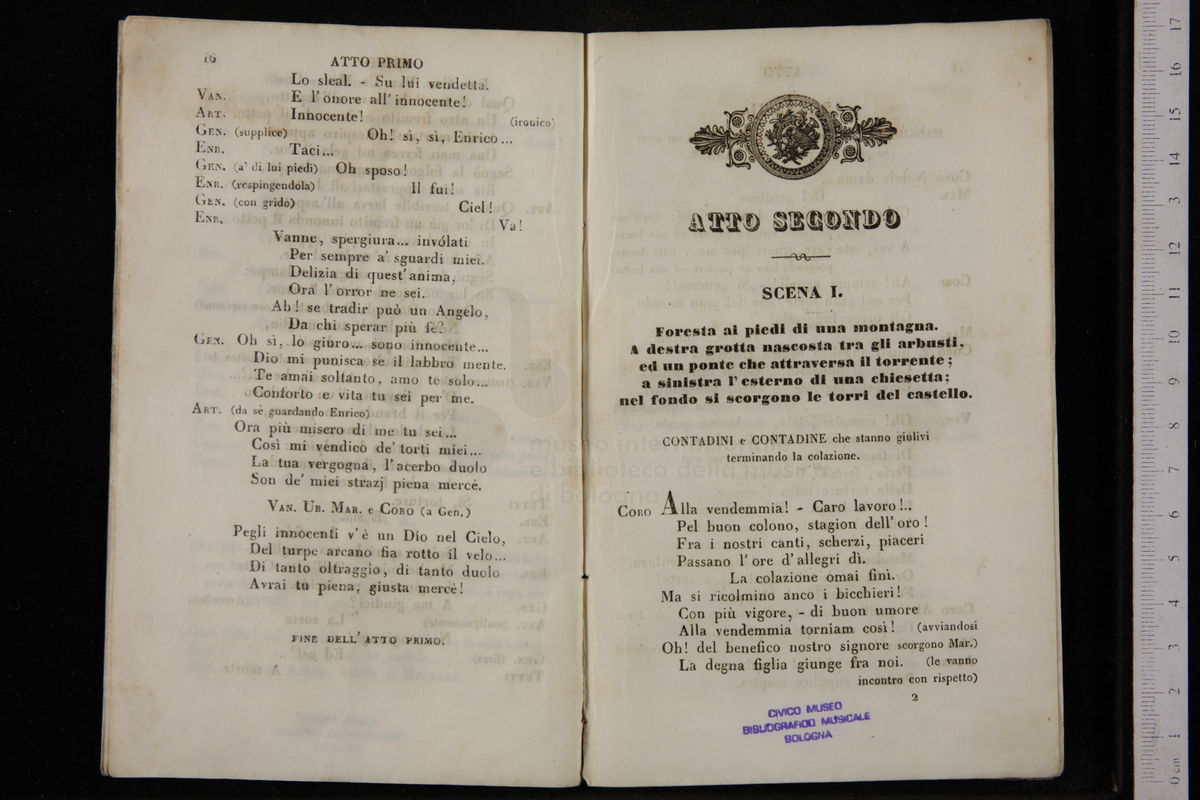 16
ATTO PRIMO
Lo sleal. - Su lui vendetta.
VAN. E l'onore all'innocente!
ART. Innocente! (ironico)
GEN. (supplice) Oh! sì, sì, Enrico...
ENR. Taci...
GEN. (a' di lui piedi) Oh sposo!
ENR. (respingendola) Il fui!
GEN. (con grido) Ciel!
ENR. Va!
Vanne, spergiura... invólati
Per sempre a' sguardi miei.
Delizia di quest'anima,
Ora l'orror ne sei.
Ah! se tradir può un Angelo,
Da chi sperar più fè?
GEN. Oh sì, lo giuro... sono innocente...
Dio mi punisca se il labbro mente.
Te amai soltanto, amo te solo...
Conforto e vita tu sei per me.
ART. (da sè guardando Enrico)
Ora più misero di me tu sei...
Così mi vendico de' torti miei...
La tua vergogna, l'acerbo duolo
Son de' miei strazj piena mercè.
VAN. UB. MAR. e CORO (a Gen.)
Pegli innocenti v'è un Dio nel Cielo,
Del turpe arcano fia rotto il velo...
Di tanto oltraggio, di tanto duolo
Avrai tu piena, giusta mercè!
FINE DELL'ATTO PRIMO.
ATTO SECONDO
SCENA I.
Foresta ai piedi di una montagna.
A destra grotta nascosta tra gli arbusti,
ed un ponte che attraversa il torrente;
a sinistra l'esterno di una chiesetta;
nel fondo si scorgono le torri del castello.
CONTADINI e CONTADINE che stanno giulivi
terminando la colazione.
CORO Alla vendemmia! - Caro lavoro!..
Pel buon colono, stagion dell'oro!
Fra i nostri canti, scherzi, piaceri
Passano l'ore d'allegri dì.
La colazione omai finì.
Ma si ricolmino anco i bicchieri!
Con più vigore, - di buon umore
Alla vendemmia torniam così! (avviandosi
Oh! del benefico nostro signore scorgono Mar.)
La degna figlia giunge fra noi. (le vanno
incontro con rispetto)
2
CIVICO MUSEO
BIBLIOGRAFICO MUSICALE
BOLOGNA